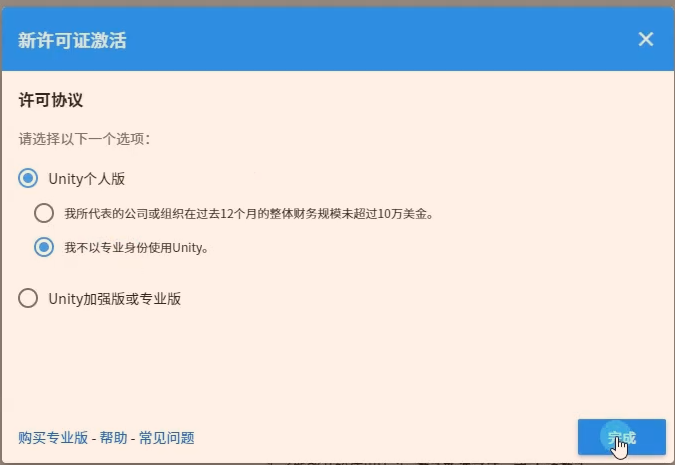 新许可证激活
许可协议
请选择以下一个选项：
Unity个人版
我所代表的公司或组织在过去12个月的整体财务规模未超过10万美金。
我不以专业身份使用Unity。
Unity加强版或专业版
购买专业版 - 帮助 - 常见问题
完成